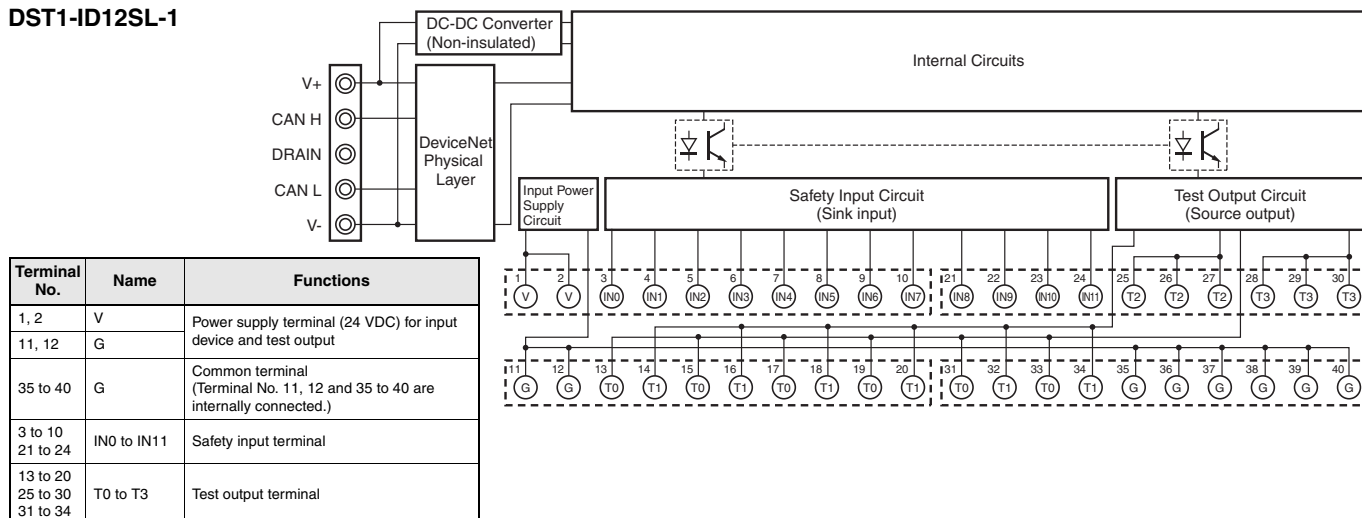 DST1-ID12SL-1
DC-DC Converter
(Non-insulated)
Internal Circuits
V+
CAN H
DRAIN
CAN L
V-
DeviceNet
Physical
Layer
Input Power
Supply
Circuit
Safety Input Circuit
(Sink input)
Test Output Circuit
(Source output)
1 2 3 4 5 6 7 8 9 10 21 22 23 24 25 26 27 28 29 30
V V IN0 IN1 IN2 IN3 IN4 IN5 IN6 IN7 IN8 IN9 IN10 IN11 T2 T2 T2 T3 T3 T3
11 12 13 14 15 16 17 18 19 20 31 32 33 34 35 36 37 38 39 40
G G T0 T1 T0 T1 T0 T1 T0 T1 T0 T1 T0 T1 G G G G G G
Terminal No. Name Functions
1, 2 V Power supply terminal (24 VDC) for input
11, 12 G device and test output
35 to 40 G Common terminal
(Terminal No. 11, 12 and 35 to 40 are
internally connected.)
3 to 10
21 to 24 IN0 to IN11 Safety input terminal
13 to 20
25 to 30 T0 to T3 Test output terminal
31 to 34